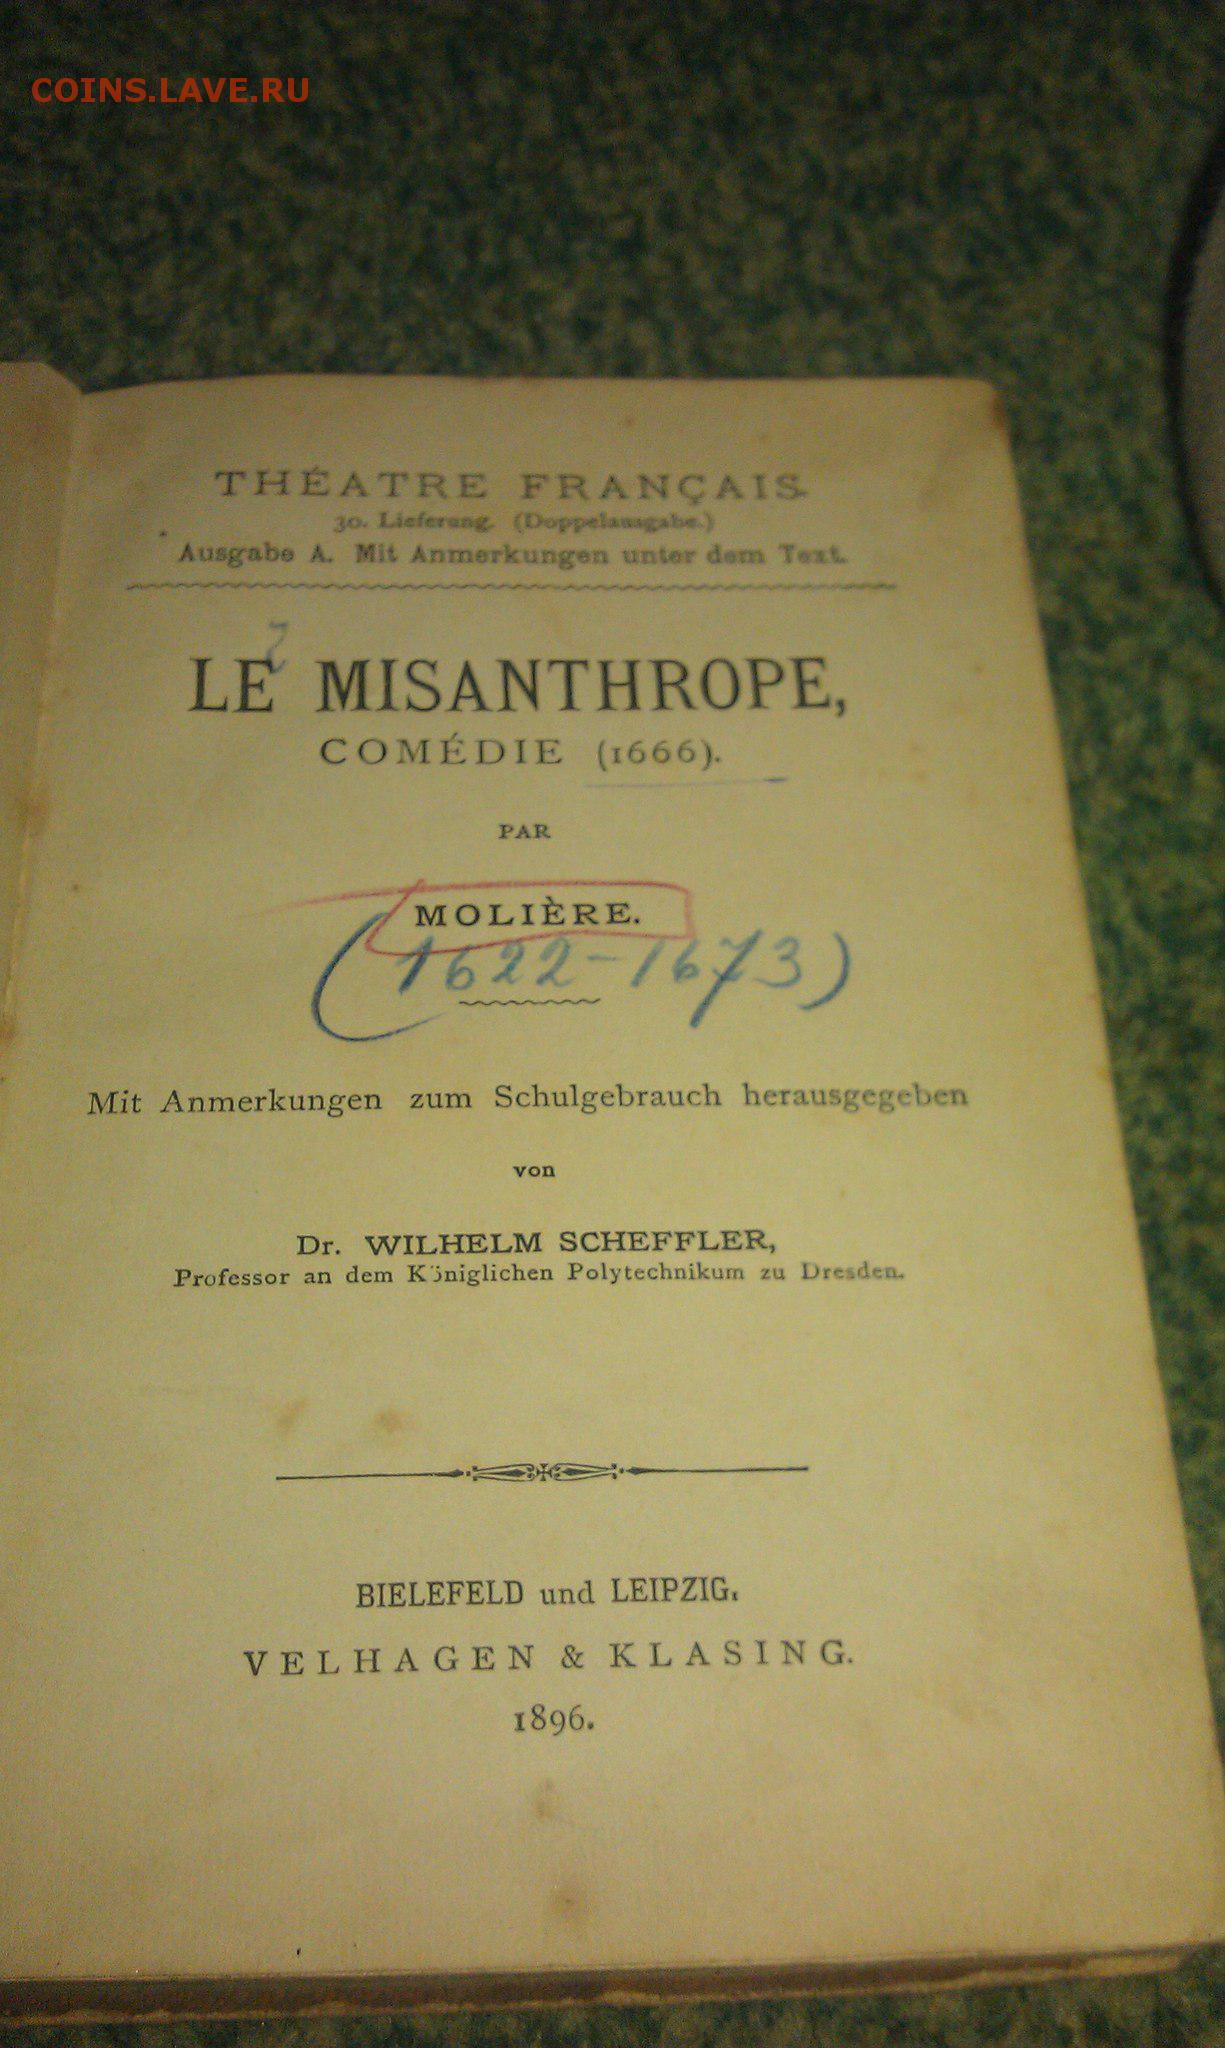 COINS.LAVE.RU
THÉATRE FRANÇAIS.
30. Lieferung. (Doppelausgabe.)
Ausgabe A. Mit Anmerkungen unter dem Text.
LE MISANTHROPE,
COMÉDIE (1666).
PAR
MOLIÈRE.
(1622-1673)
Mit Anmerkungen zum Schulgebrauch herausgegeben
von
Dr. WILHELM SCHEFFLER,
Professor an dem Königlichen Polytechnikum zu Dresden.
BIELEFELD und LEIPZIG.
VELHAGEN & KLASING.
1896.